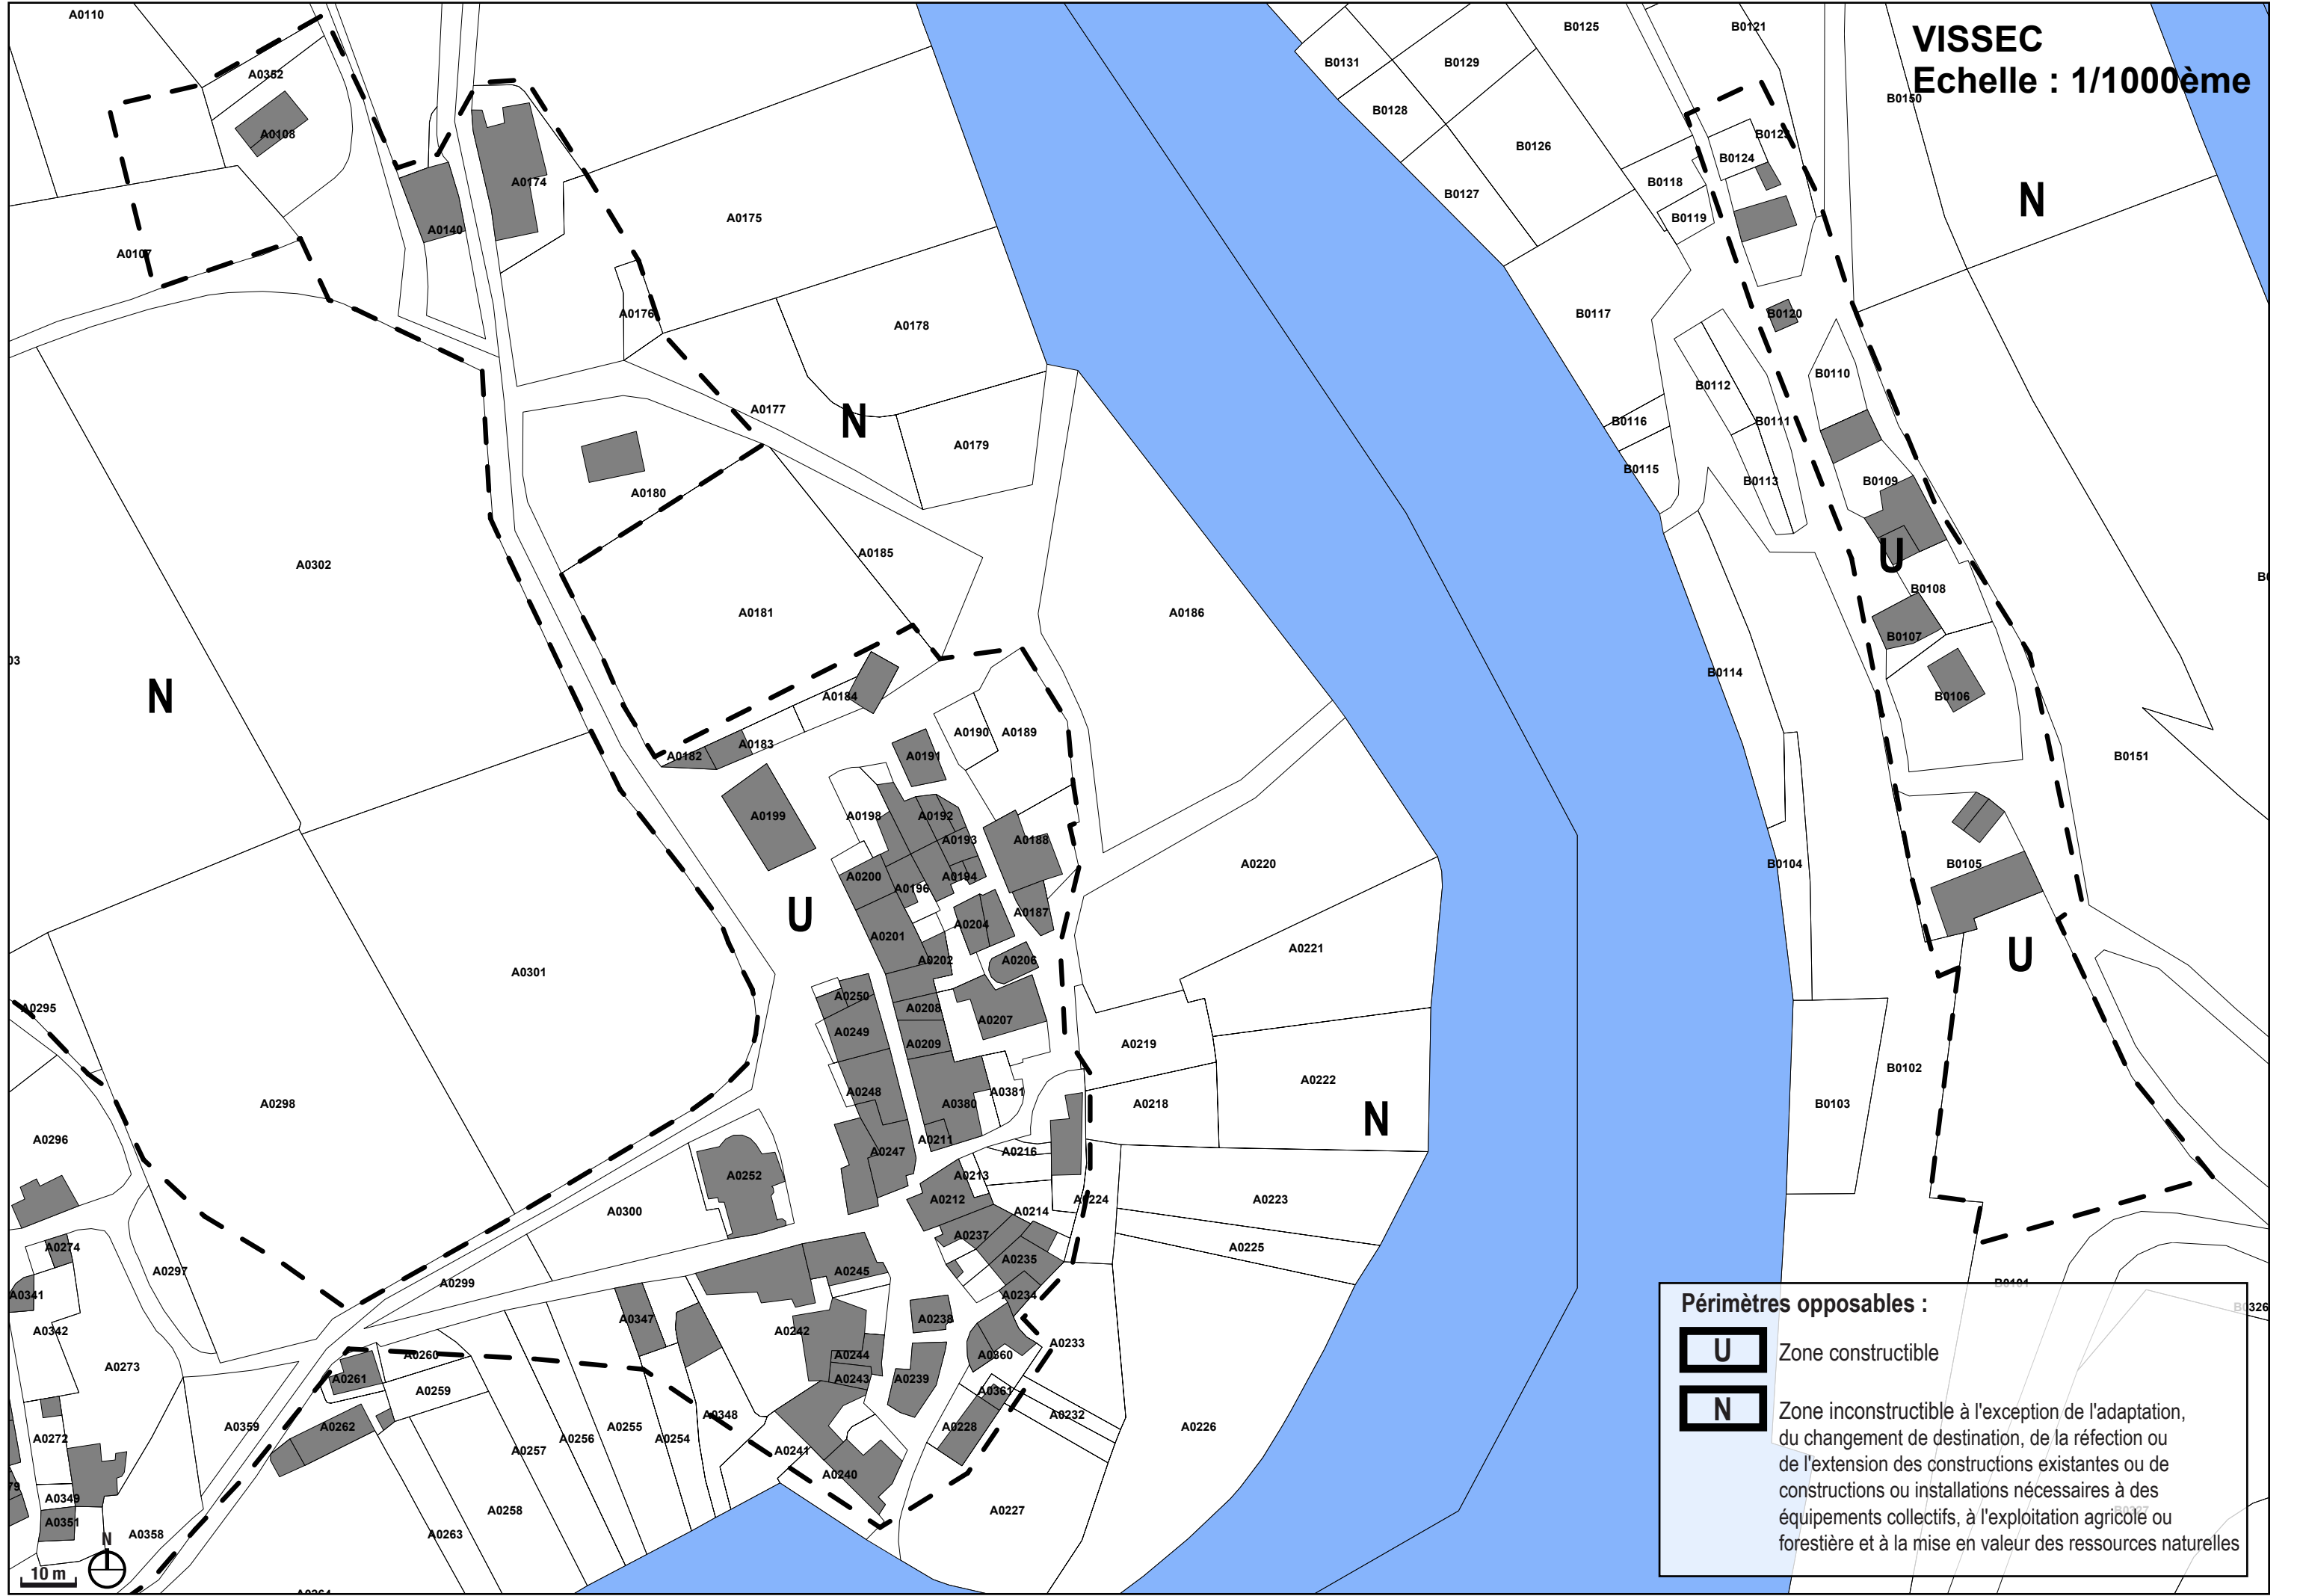 VISSEC
Echelle : 1/1000ème
A0110
A0352
A0108
A0107
A0140
A0174
A0175
A0176
A0178
A0177
A0179
A0180
A0185
A0181
A0186
A0302
03
N
N
A0184
A0183
A0182
A0190
A0189
A0191
A0199
A0198
A0192
A0193
A0188
A0200
A0196
A0194
A0187
A0204
A0201
A0202
A0206
U
A0220
A0221
A0301
A0295
A0250
A0208
A0207
A0249
A0209
A0219
A0222
A0248
A0380
A0381
A0218
N
A0298
A0296
A0211
A0247
A0216
A0213
A0252
A0212
A0224
A0223
A0214
A0300
A0237
A0225
A0235
A0245
A0274
A0297
A0299
A0341
A0234
A0347
A0238
A0342
A0242
A0233
A0244
A0360
A0260
A0273
A0261
A0243
A0239
A0259
A0361
A0348
A0232
A0228
A0226
A0359
A0262
A0255
A0254
A0256
A0257
A0272
A0241
A0240
79
A0349
A0351
A0358
A0258
A0263
A0227
A0264
N
10 m
B0131
B0129
B0125
B0121
B0150
B0128
B0126
B0123
B0124
B0127
B0118
B0119
N
B0117
B0120
B0112
B0110
B0116
B0111
B0115
B0113
B0109
U
B0108
B0107
B0114
B0106
B0151
B0104
B0105
U
B0102
B0103
B0101
B0326
B0327
Périmètres opposables :
U Zone constructible
N Zone inconstructible à l'exception de l'adaptation,
du changement de destination, de la réfection ou
de l'extension des constructions existantes ou de
constructions ou installations nécessaires à des
équipements collectifs, à l'exploitation agricole ou
forestière et à la mise en valeur des ressources naturelles